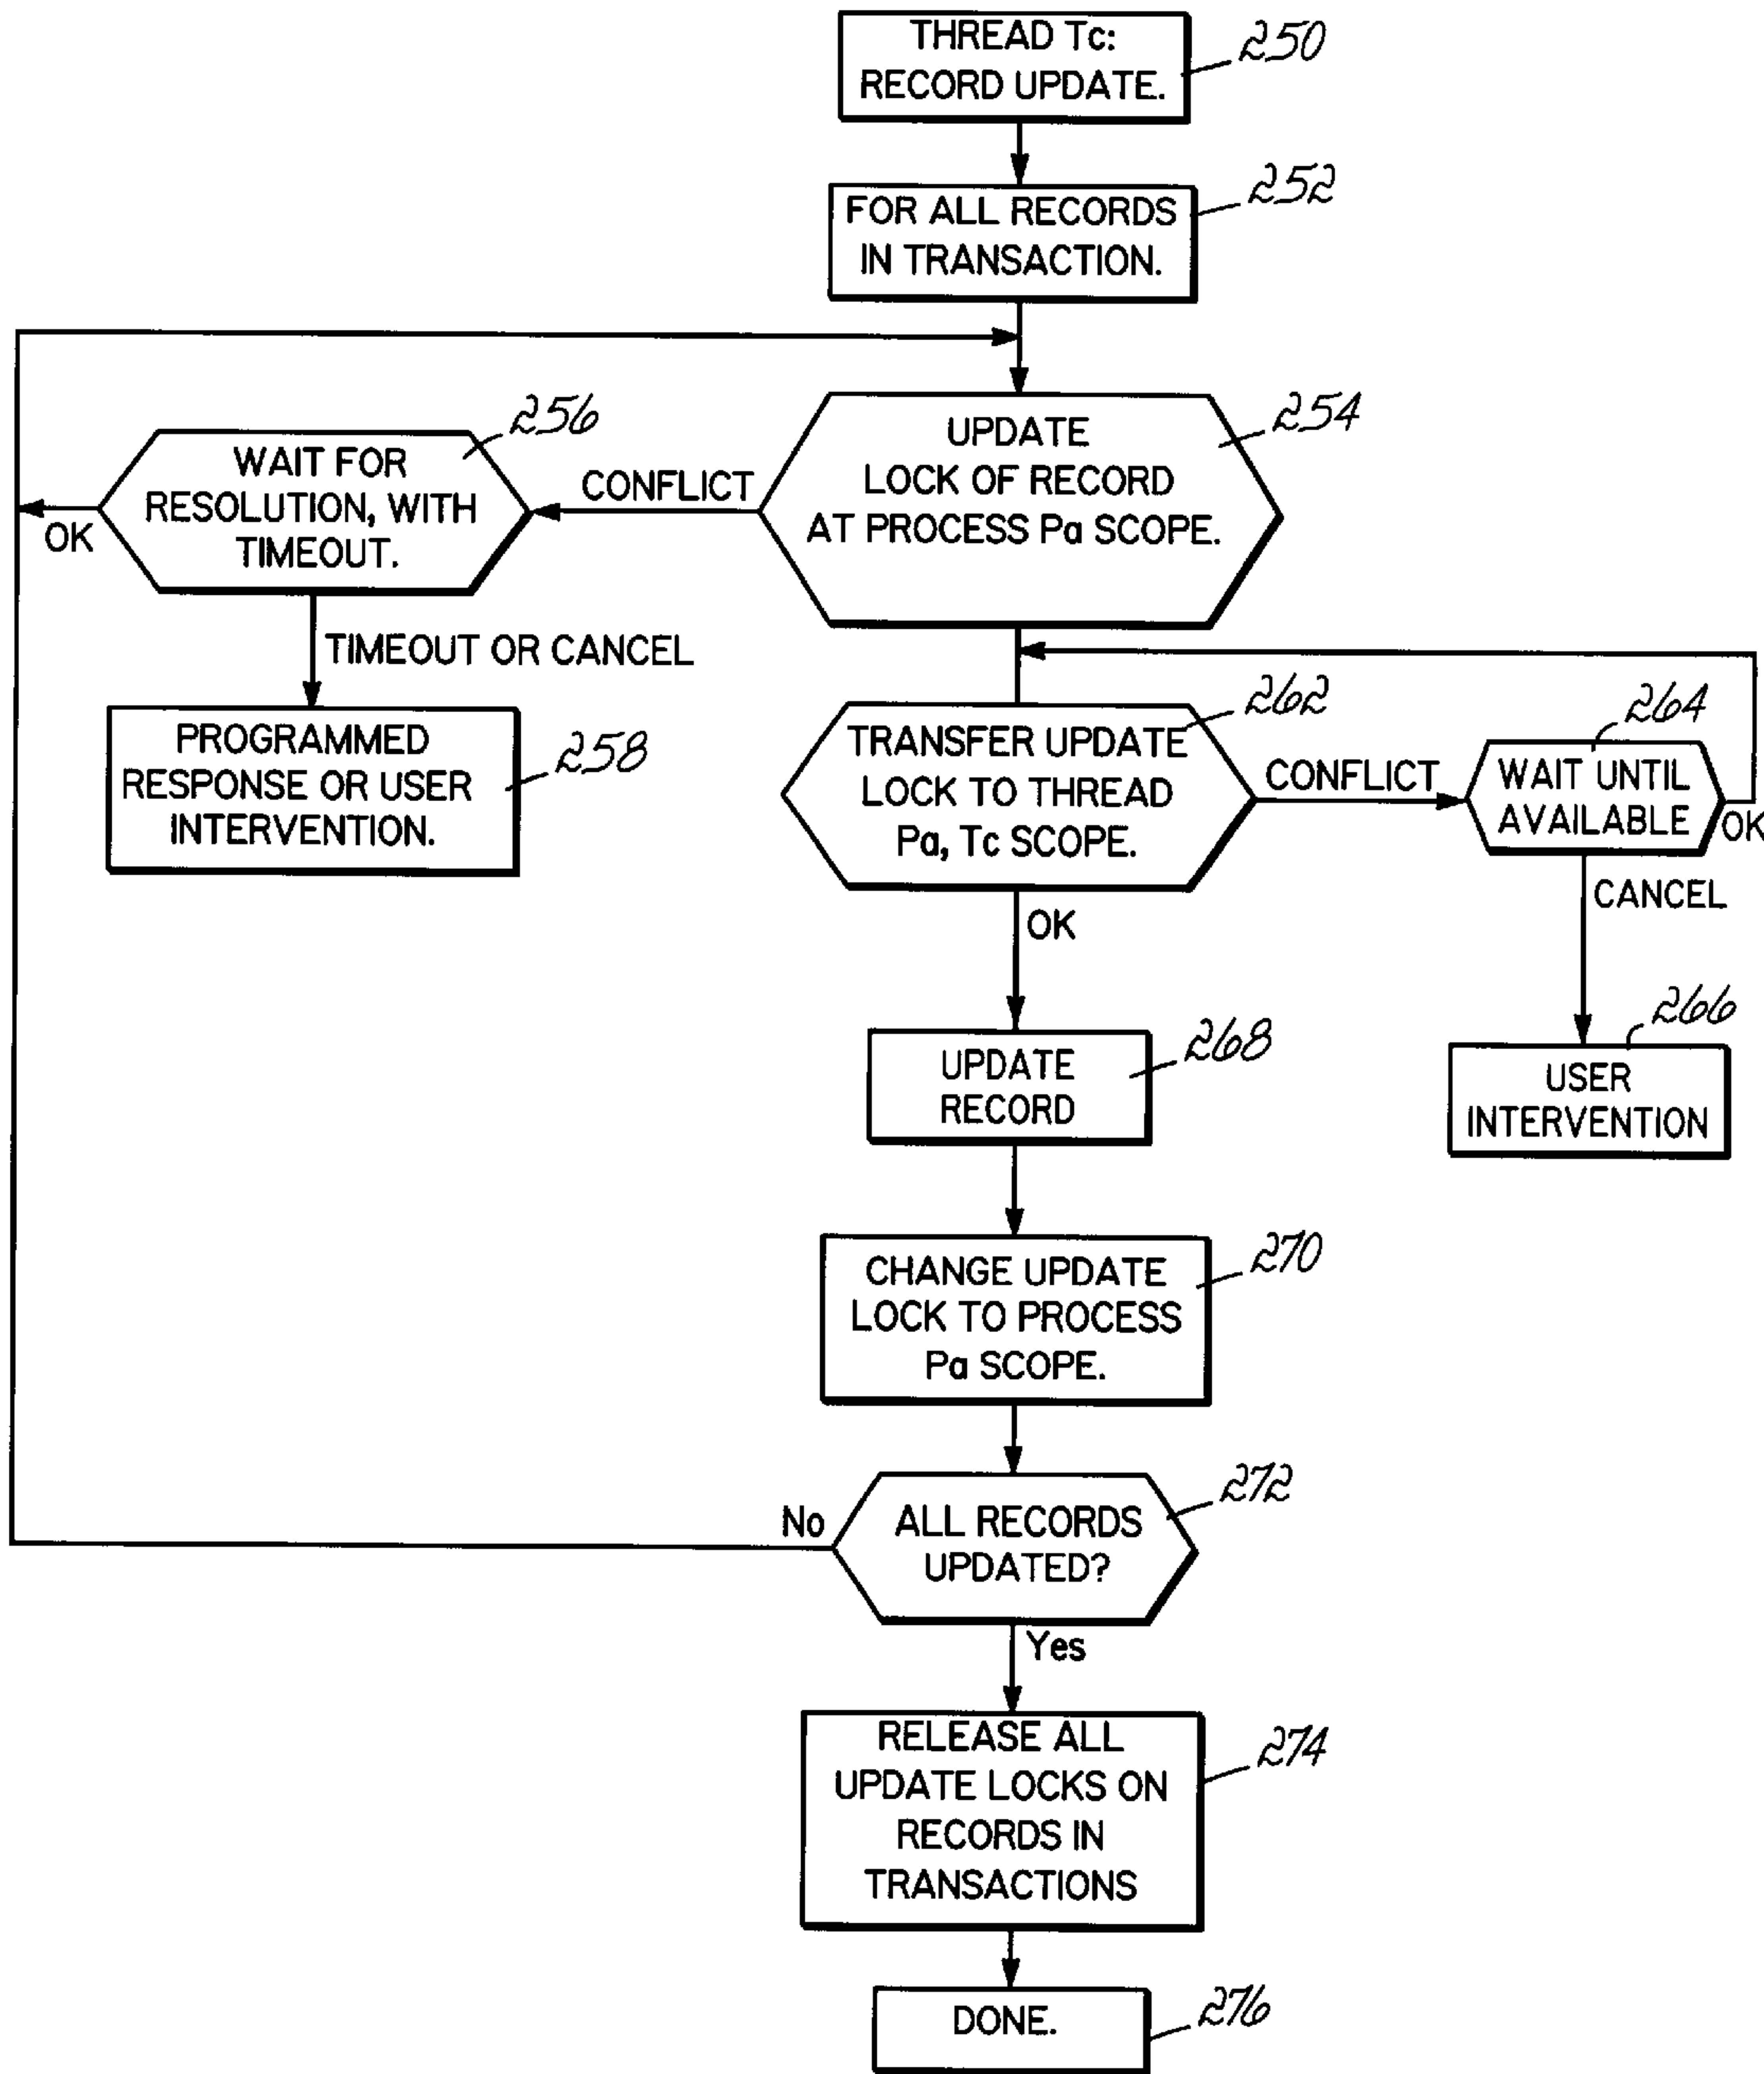 THREAD Tc:
RECORD UPDATE.
250
FOR ALL RECORDS
IN TRANSACTION.
252
UPDATE
LOCK OF RECORD
AT PROCESS Pa SCOPE.
254
CONFLICT
WAIT FOR
RESOLUTION, WITH
TIMEOUT.
256
OK
TIMEOUT OR CANCEL
PROGRAMMED
RESPONSE OR USER
INTERVENTION.
258
TRANSFER UPDATE
LOCK TO THREAD
Pa, Tc SCOPE.
262
CONFLICT
WAIT UNTIL
AVAILABLE
264
OK
CANCEL
USER
INTERVENTION
266
OK
UPDATE
RECORD
268
CHANGE UPDATE
LOCK TO PROCESS
Pa SCOPE.
270
ALL RECORDS
UPDATED?
272
No
Yes
RELEASE ALL
UPDATE LOCKS ON
RECORDS IN
TRANSACTIONS
274
DONE.
276